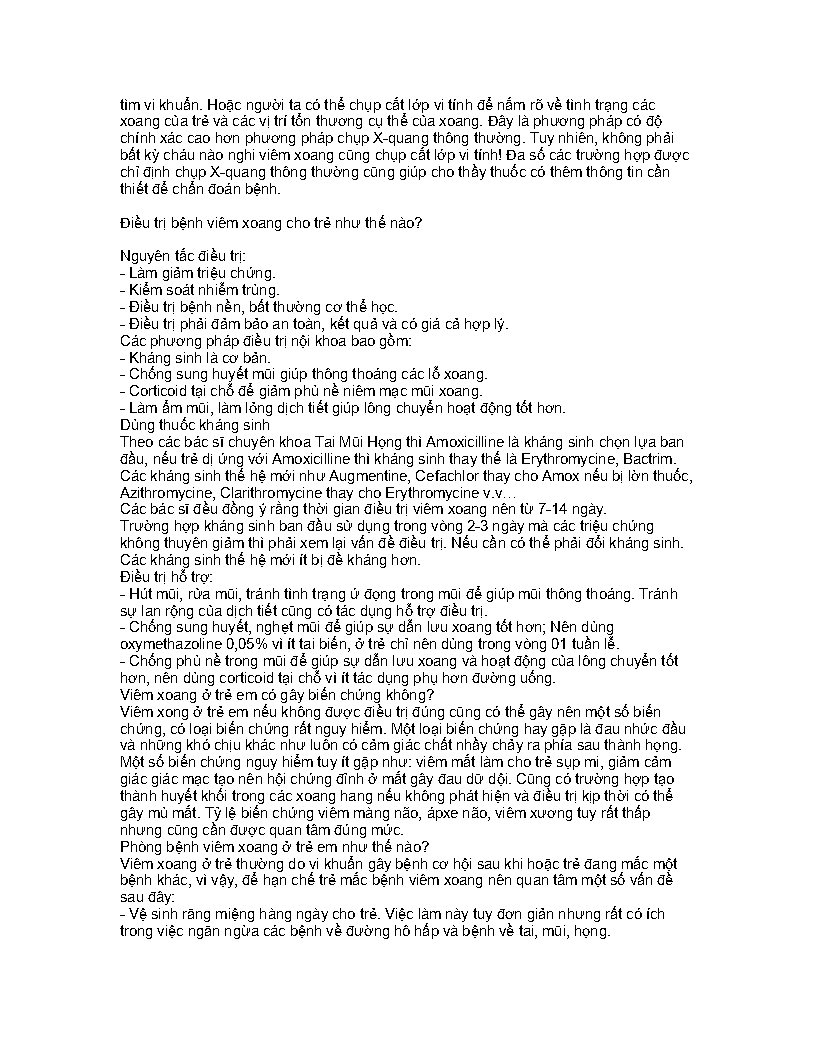 tìm vi khuẩn. Hoặc người ta có thể chụp cắt lớp vi tính để nắm rõ về tình trạng các
xoang của trẻ và các vị trí tổn thương cụ thể của xoang. Đây là phương pháp có độ
chính xác cao hơn phương pháp chụp X-quang thông thường. Tuy nhiên, không phải
bất kỳ cháu nào nghi viêm xoang cũng chụp cắt lớp vi tính! Đa số các trường hợp được
chỉ định chụp X-quang thông thường cũng giúp cho thầy thuốc có thêm thông tin cần
thiết để chẩn đoán bệnh.

Điều trị bệnh viêm xoang cho trẻ như thế nào?

Nguyên tắc điều trị:
- Làm giảm triệu chứng.
- Kiểm soát nhiễm trùng.
- Điều trị bệnh nền, bất thường cơ thể học.
- Điều trị phải đảm bảo an toàn, kết quả và có giá cả hợp lý.
Các phương pháp điều trị nội khoa bao gồm:
- Kháng sinh là cơ bản.
- Chống sung huyết mũi giúp thông thoáng các lỗ xoang.
- Corticoid tại chỗ để giảm phù nề niêm mạc mũi xoang.
- Làm ẩm mũi, làm lỏng dịch tiết giúp lông chuyển hoạt động tốt hơn.
Dùng thuốc kháng sinh
Theo các bác sĩ chuyên khoa Tai Mũi Họng thì Amoxicilline là kháng sinh chọn lựa ban
đầu, nếu trẻ dị ứng với Amoxicilline thì kháng sinh thay thế là Erythromycine, Bactrim.
Các kháng sinh thế hệ mới như Augmentine, Cefachlor thay cho Amox nếu bị lờn thuốc,
Azithromycine, Clarithromycine thay cho Erythromycine v.v…
Các bác sĩ đều đồng ý rằng thời gian điều trị viêm xoang nên từ 7-14 ngày.
Trường hợp kháng sinh ban đầu sử dụng trong vòng 2-3 ngày mà các triệu chứng
không thuyên giảm thì phải xem lại vấn đề điều trị. Nếu cần có thể phải đổi kháng sinh.
Các kháng sinh thế hệ mới ít bị đề kháng hơn.
Điều trị hỗ trợ:
- Hút mũi, rửa mũi, tránh tình trạng ứ đọng trong mũi để giúp mũi thông thoáng. Tránh
sự lan rộng của dịch tiết cũng có tác dụng hỗ trợ điều trị.
- Chống sung huyết, nghẹt mũi để giúp sự dẫn lưu xoang tốt hơn; Nên dùng
oxymethazoline 0,05% vì ít tai biến, ở trẻ chỉ nên dùng trong vòng 01 tuần lễ.
- Chống phù nề trong mũi để giúp sự dẫn lưu xoang và hoạt động của lông chuyển tốt
hơn, nên dùng corticoid tại chỗ vì ít tác dụng phụ hơn đường uống.
Viêm xoang ở trẻ em có gây biến chứng không?
Viêm xong ở trẻ em nếu không được điều trị đúng cũng có thể gây nên một số biến
chứng, có loại biến chứng rất nguy hiểm. Một loại biến chứng hay gặp là đau nhức đầu
và những khó chịu khác như luôn có cảm giác chất nhầy chảy ra phía sau thành họng.
Một số biến chứng nguy hiểm tuy ít gặp như: viêm mắt làm cho trẻ sụp mi, giảm cảm
giác giác mạc tạo nên hội chứng đỉnh ở mắt gây đau dữ dội. Cũng có trường hợp tạo
thành huyết khối trong các xoang hang nếu không phát hiện và điều trị kịp thời có thể
gây mù mắt. Tỷ lệ biến chứng viêm màng não, ápxe não, viêm xương tuy rất thấp
nhưng cũng cần được quan tâm đúng mức.
Phòng bệnh viêm xoang ở trẻ em như thế nào?
Viêm xoang ở trẻ thường do vi khuẩn gây bệnh cơ hội sau khi hoặc trẻ đang mắc một
bệnh khác, vì vậy, để hạn chế trẻ mắc bệnh viêm xoang nên quan tâm một số vấn đề
sau đây:
- Vệ sinh răng miệng hàng ngày cho trẻ. Việc làm này tuy đơn giản nhưng rất có ích
trong việc ngăn ngừa các bệnh về đường hô hấp và bệnh về tai, mũi, họng.